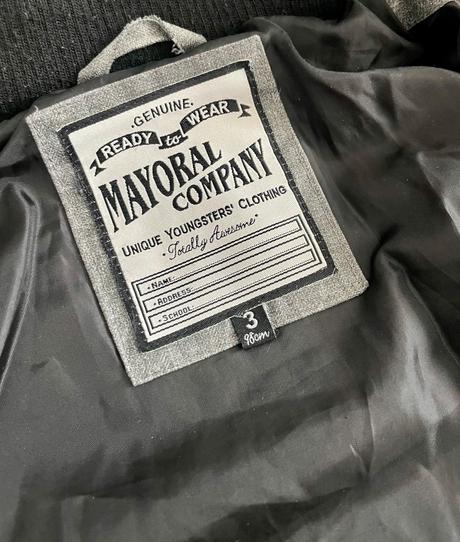 .GENUINE.
READY to WEAR
MAYORAL
COMPANY
UNIQUE YOUNGSTERS' CLOTHING
·Totally Awesome·
·NAME:
·ADDRESS:
·SCHOOL:
3
98cm